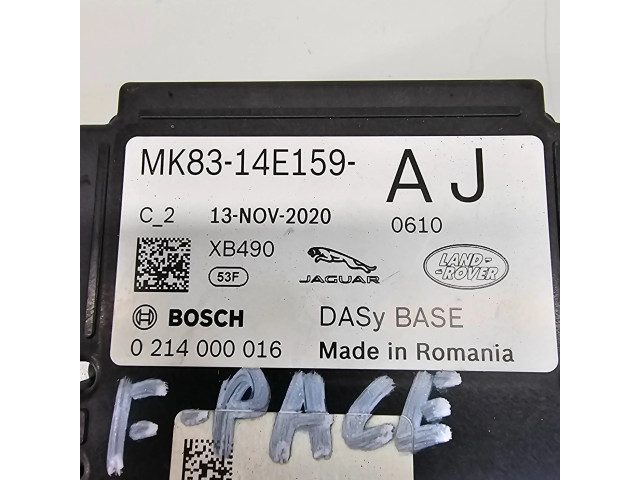 MK83-14E159- AJ
C_2 13-NOV-2020 0610
XB490
53F JAGUAR LAND-ROVER
BOSCH DASy BASE
0 214 000 016 Made in Romania
F-PACE